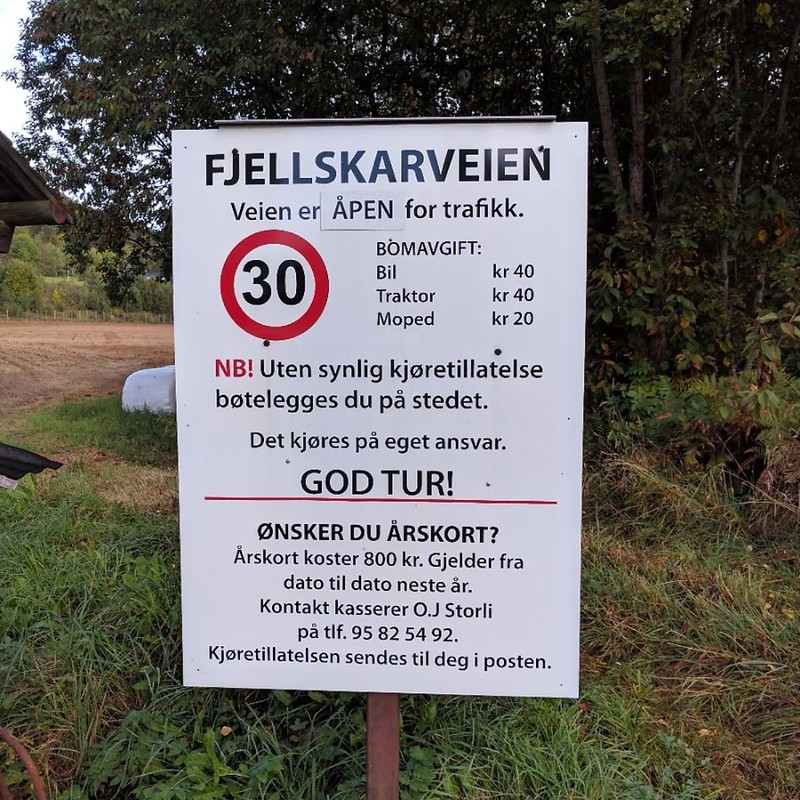 FJELLSKARVEIEN
Veien er ÅPEN for trafikk.
30
BOMAVGIFT:
Bil kr 40
Traktor kr 40
Moped kr 20
NB! Uten synlig kjøretillatelse
bøtelegges du på stedet.
Det kjøres på eget ansvar.
GOD TUR!
ØNSKER DU ÅRSKORT?
Årskort koster 800 kr. Gjelder fra
dato til dato neste år.
Kontakt kasserer O.J Storli
på tlf. 95 82 54 92.
Kjøretillatelsen sendes til deg i posten.